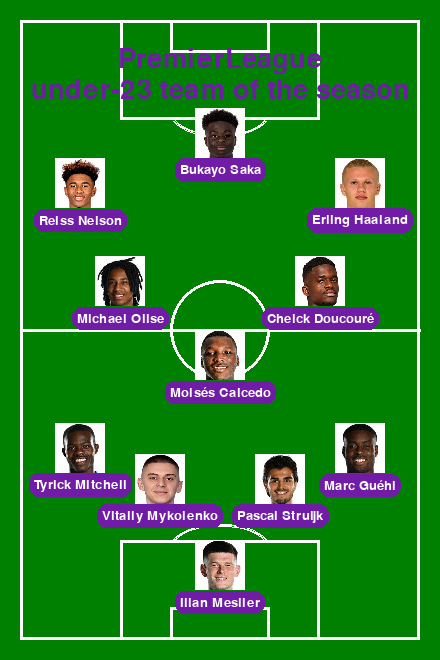 PremierLeague
under-23 team of the season
Bukayo Saka
Reiss Nelson
Erling Haaland
Michael Olise
Cheick Doucouré
Moisés Caicedo
Tyrick Mitchell
Marc Guéhi
Vitaliy Mykolenko
Pascal Struijk
Illan Meslier